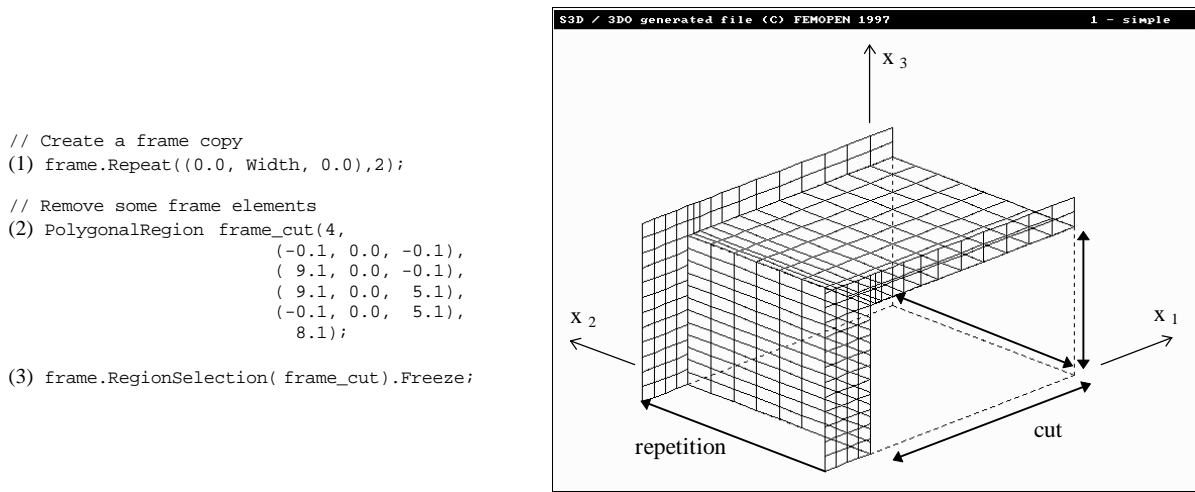 // Create a frame copy
(1) frame.Repeat((0.0, Width, 0.0),2);
// Remove some frame elements
(2) PolygonalRegion frame_cut(4,
(-0.1, 0.0, -0.1),
( 9.1, 0.0, -0.1),
( 9.1, 0.0, 5.1),
(-0.1, 0.0, 5.1),
8.1);
(3) frame.RegionSelection( frame_cut).Freeze;
S3D / 3DO generated file (C) FEMOPEN 1997 1 - simple
x 3
x 2
x 1
repetition
cut